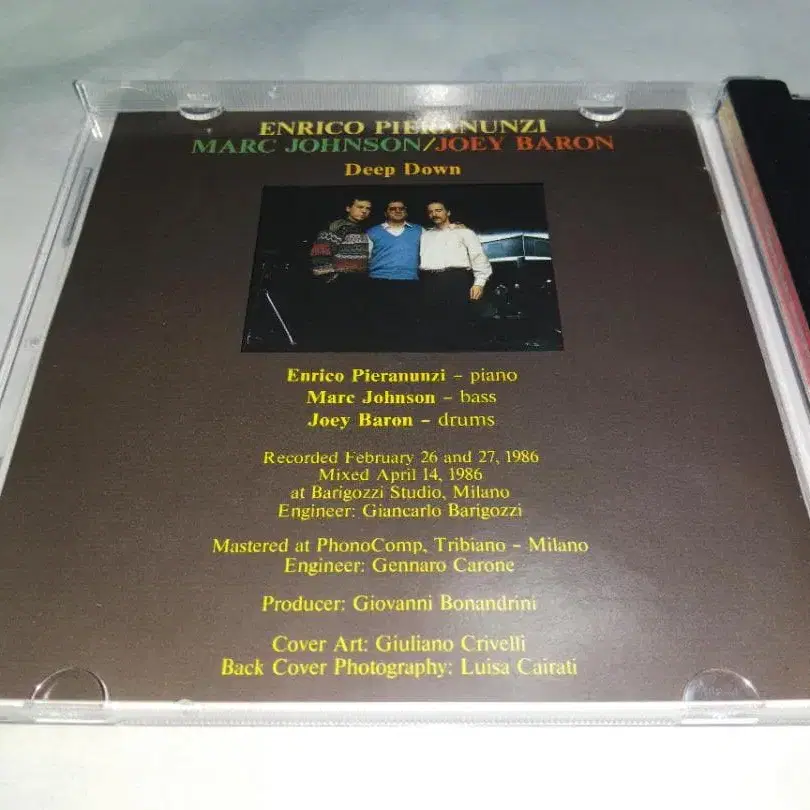 ENRICO PIERANUNZI
MARC JOHNSON/JOEY BARON
Deep Down
Enrico Pieranunzi – piano
Marc Johnson – bass
Joey Baron – drums
Recorded February 26 and 27, 1986
Mixed April 14, 1986
at Barigozzi Studio, Milano
Engineer: Giancarlo Barigozzi
Mastered at PhonoComp, Tribiano – Milano
Engineer: Gennaro Carone
Producer: Giovanni Bonandrini
Cover Art: Giuliano Crivelli
Back Cover Photography: Luisa Cairati